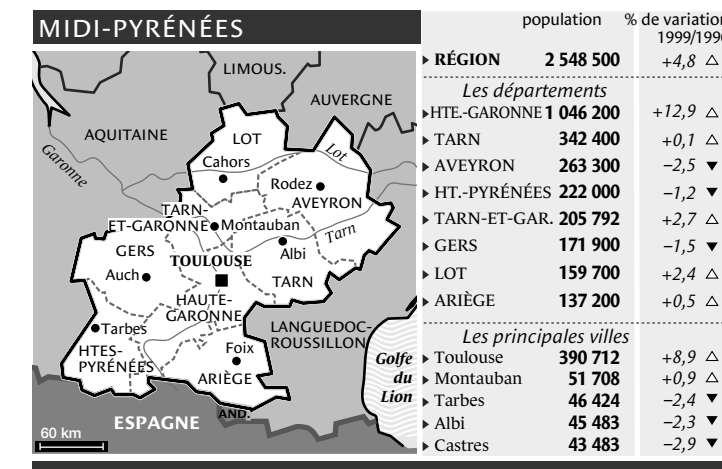 MIDI-PYRÉNÉES
LIMOUS.
AUVERGNE
AQUITAINE
Garonne
LOT
Cahors
Lot
Rodez
AVEYRON
TARN-
ET-GARONNE
Montauban
Tarn
GERS
TOULOUSE
Albi
Auch
TARN
HAUTE-
GARONNE
Tarbes
LANGUEDOC-
ROUSSILLON
HTES-
PYRÉNÉES
Foix
ARIÈGE
Golfe
du
Lion
ESPAGNE
AND.
60 km
population % de variation
1999/1990
RÉGION 2 548 500 +4,8 △
Les départements
HTE.-GARONNE 1 046 200 +12,9 △
TARN 342 400 +0,1 △
AVEYRON 263 300 –2,5 ▼
HT.-PYRÉNÉES 222 000 –1,2 ▼
TARN-ET-GAR. 205 792 +2,7 △
GERS 171 900 –1,5 ▼
LOT 159 700 +2,4 △
ARIÈGE 137 200 +0,5 △
Les principales villes
Toulouse 390 712 +8,9 △
Montauban 51 708 +0,9 △
Tarbes 46 424 –2,4 ▼
Albi 45 483 –2,3 ▼
Castres 43 483 –2,9 ▼